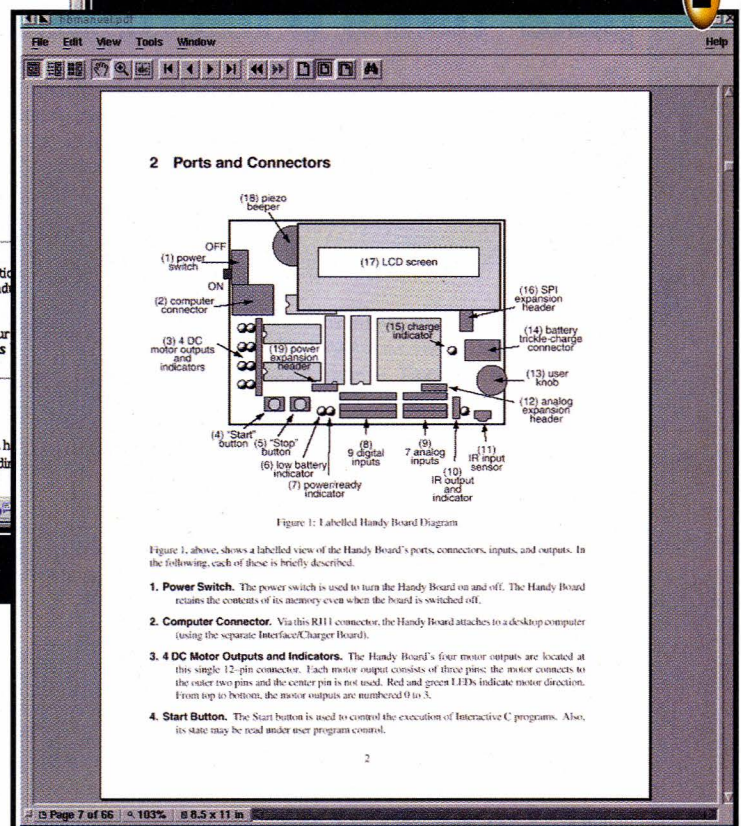 hbmanual.pdf
File Edit View Tools Window Help
2 Ports and Connectors
(18) piezo
beeper
OFF
(1) power
switch
ON
(2) computer
connector
(3) 4 DC
motor outputs
and
indicators
(17) LCD screen
(16) SPI
expansion
header
(15) charge
indicator
(14) battery
trickle-charge
connector
(19) power
expansion
header
(13) user
knob
(12) analog
expansion
header
(4) "Start"
button
(5) "Stop"
button
(6) low battery
indicator
(7) power/ready
indicator
(8)
9 digital
inputs
(9)
7 analog
inputs
(10)
IR output
and
indicator
(11)
IR input
sensor
Figure 1: Labelled Handy Board Diagram
Figure 1, above, shows a labelled view of the Handy Board's ports, connectors, inputs, and outputs. In
the following, each of these is briefly described.
1. Power Switch. The power switch is used to turn the Handy Board on and off. The Handy Board
retains the contents of its memory even when the board is switched off.
2. Computer Connector. Via this RJ11 connector, the Handy Board attaches to a desktop computer
(using the separate Interface/Charger Board).
3. 4 DC Motor Outputs and Indicators. The Handy Board's four motor outputs are located at
this single 12-pin connector. Each motor output consists of three pins; the motor connects to
the outer two pins and the center pin is not used. Red and green LEDs indicate motor direction.
From top to bottom, the motor outputs are numbered 0 to 3.
4. Start Button. The Start button is used to control the execution of Interactive C programs. Also,
its state may be read under user program control.
2
Page 7 of 66 103% 8.5 x 11 in